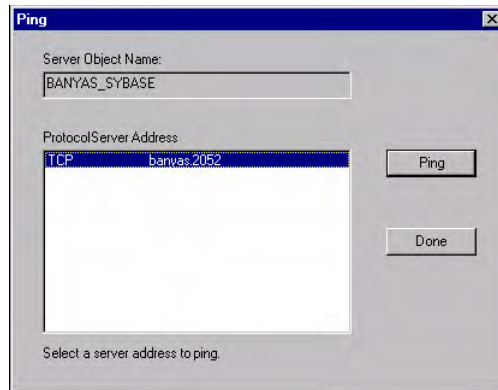 Ping
Server Object Name:
BANYAS_SYBASE
ProtocolServer Address
TCP banyas.2052
Ping
Done
Select a server address to ping.